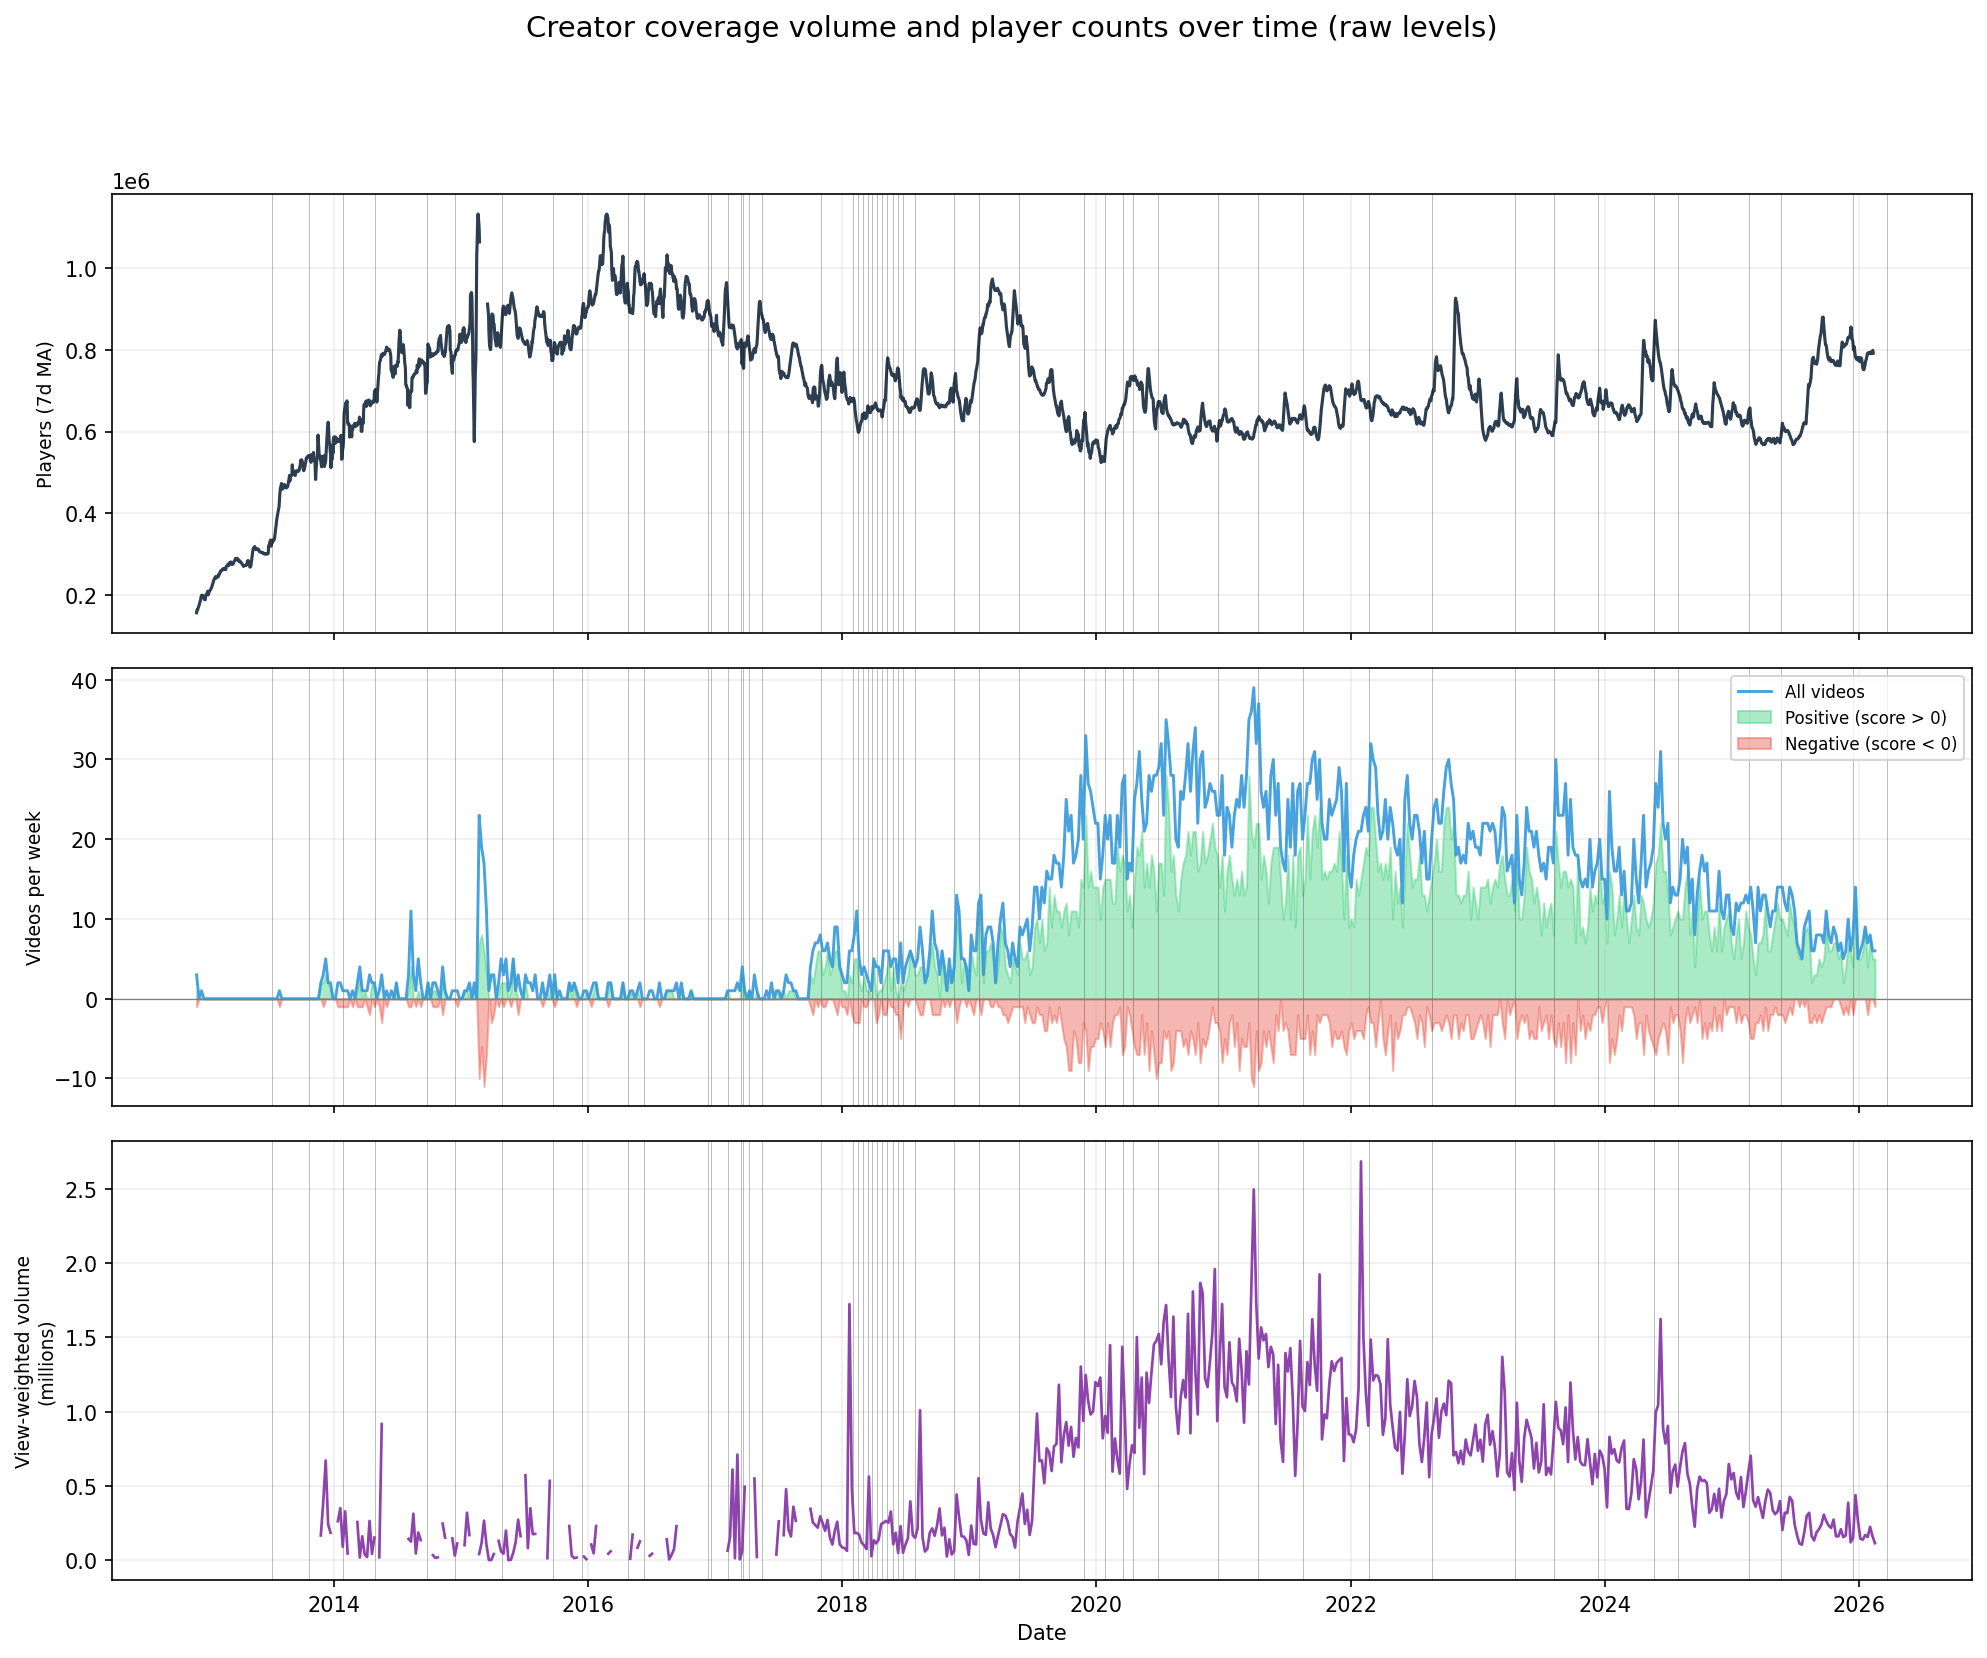 Creator coverage volume and player counts over time (raw levels)
1e6
Players (7d MA)
1.0
0.8
0.6
0.4
0.2
Videos per week
40
30
20
10
0
−10
All videos
Positive (score > 0)
Negative (score < 0)
View-weighted volume
(millions)
2.5
2.0
1.5
1.0
0.5
0.0
2014
2016
2018
2020
2022
2024
2026
Date